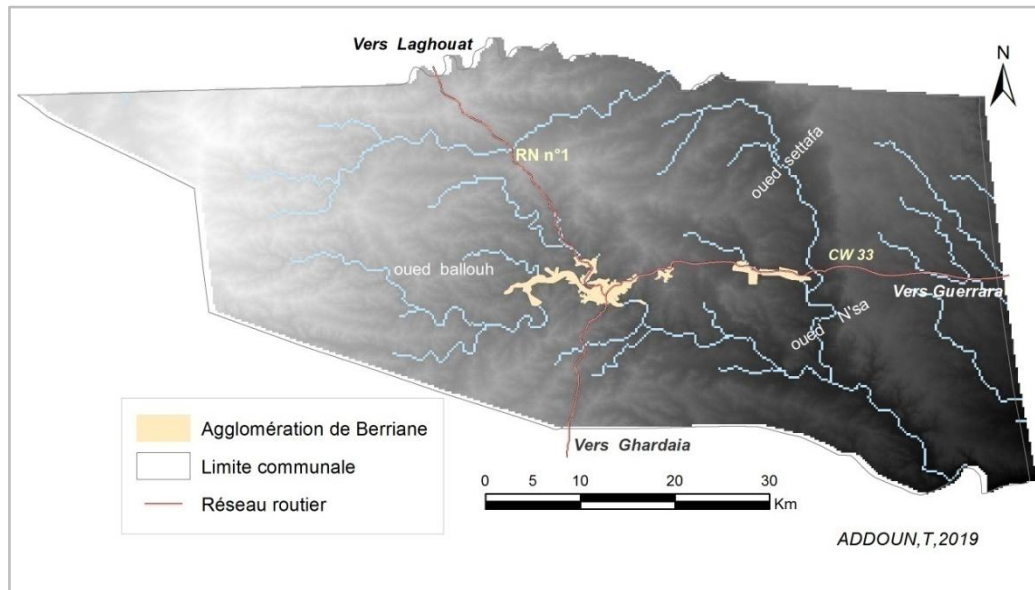 Vers Laghouat
N
RN n°1
oued settafa
oued ballouh
CW 33
Vers Guerrara
oued N'sa
Vers Ghardaia
Agglomération de Berriane
Limite communale
Réseau routier
0 5 10 20 30
Km
ADDOUN,T,2019